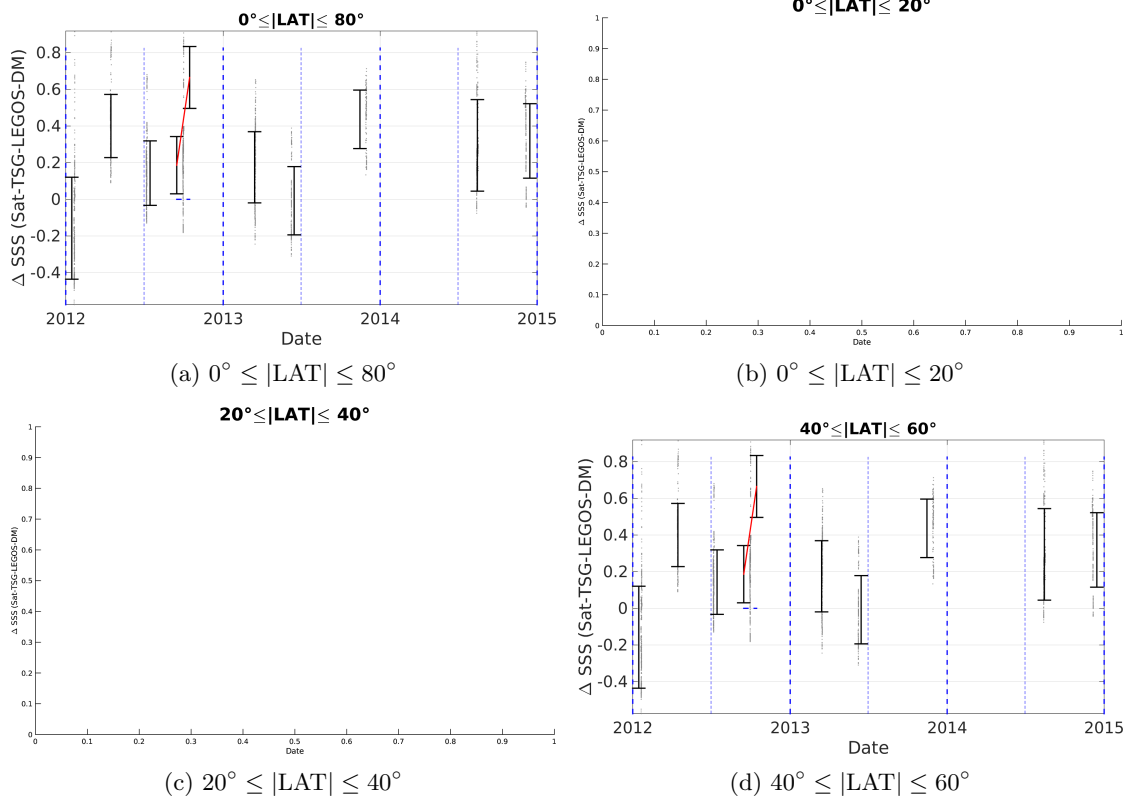 0°≤|LAT|≤ 80°
Δ SSS (Sat-TSG-LEGOS-DM)
0.8
0.6
0.4
0.2
0
-0.2
-0.4
2012
2013
2014
2015
Date
(a) 0° ≤ |LAT| ≤ 80°
0°≤|LAT|≤ 20°
Δ SSS (Sat-TSG-LEGOS-DM)
1
0.9
0.8
0.7
0.6
0.5
0.4
0.3
0.2
0.1
0
0 0.1 0.2 0.3 0.4 0.5 0.6 0.7 0.8 0.9 1
Date
(b) 0° ≤ |LAT| ≤ 20°
20°≤|LAT|≤ 40°
Δ SSS (Sat-TSG-LEGOS-DM)
1
0.9
0.8
0.7
0.6
0.5
0.4
0.3
0.2
0.1
0
0 0.1 0.2 0.3 0.4 0.5 0.6 0.7 0.8 0.9 1
Date
(c) 20° ≤ |LAT| ≤ 40°
40°≤|LAT|≤ 60°
Δ SSS (Sat-TSG-LEGOS-DM)
0.8
0.6
0.4
0.2
0
-0.2
-0.4
2012
2013
2014
2015
Date
(d) 40° ≤ |LAT| ≤ 60°